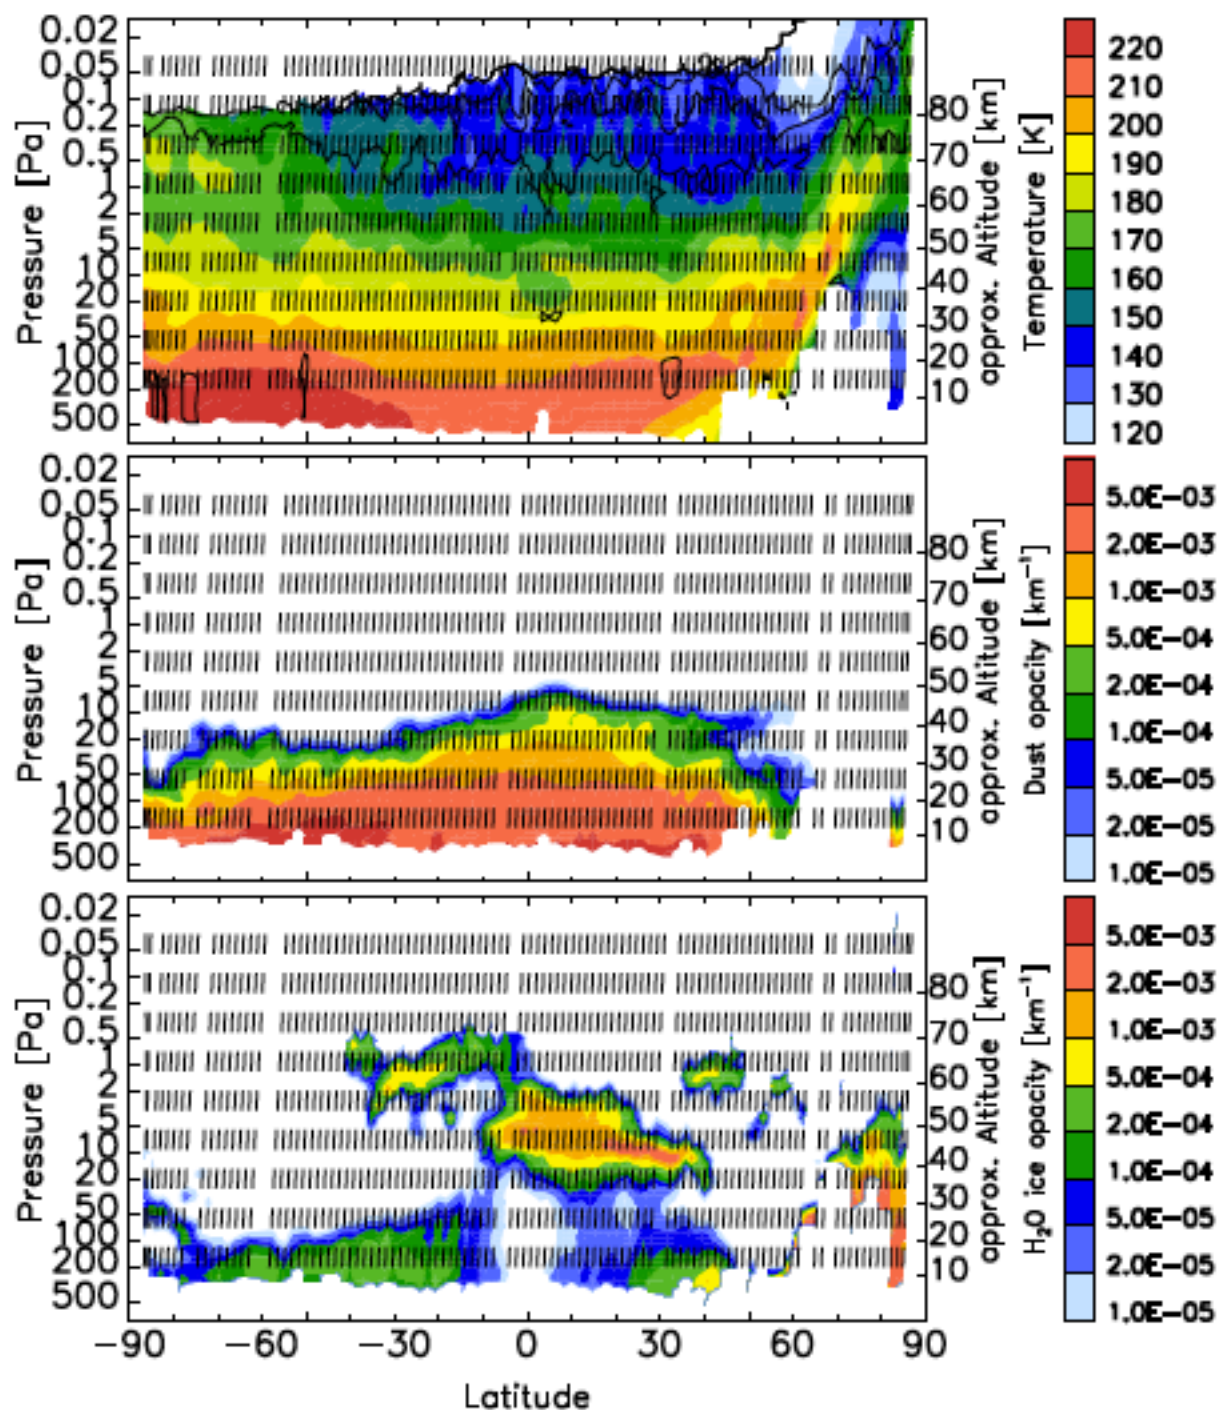 0.02
0.05
0.1
0.2
0.5
1
2
5
10
20
50
100
200
500
Pressure [Pa]
80
70
60
50
40
30
20
10
approx. Altitude [km]
220
210
200
190
180
170
160
150
140
130
120
Temperature [K]
0.02
0.05
0.1
0.2
0.5
1
2
5
10
20
50
100
200
500
Pressure [Pa]
80
70
60
50
40
30
20
10
approx. Altitude [km]
5.0E-03
2.0E-03
1.0E-03
5.0E-04
2.0E-04
1.0E-04
5.0E-05
2.0E-05
1.0E-05
Dust opacity [km⁻¹]
0.02
0.05
0.1
0.2
0.5
1
2
5
10
20
50
100
200
500
Pressure [Pa]
80
70
60
50
40
30
20
10
approx. Altitude [km]
5.0E-03
2.0E-03
1.0E-03
5.0E-04
2.0E-04
1.0E-04
5.0E-05
2.0E-05
1.0E-05
H₂O ice opacity [km⁻¹]
-90 -60 -30 0 30 60 90
Latitude